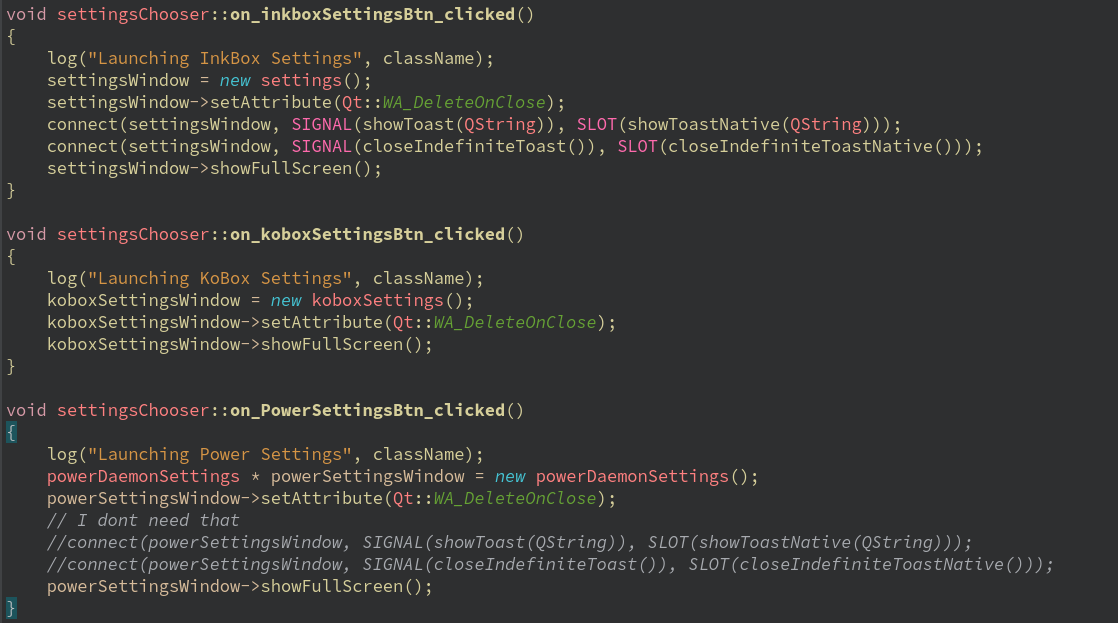 void settingsChooser::on_inkboxSettingsBtn_clicked()
{
    log("Launching InkBox Settings", className);
    settingsWindow = new settings();
    settingsWindow->setAttribute(Qt::WA_DeleteOnClose);
    connect(settingsWindow, SIGNAL(showToast(QString)), SLOT(showToastNative(QString)));
    connect(settingsWindow, SIGNAL(closeIndefiniteToast()), SLOT(closeIndefiniteToastNative()));
    settingsWindow->showFullScreen();
}

void settingsChooser::on_koboxSettingsBtn_clicked()
{
    log("Launching KoBox Settings", className);
    koboxSettingsWindow = new koboxSettings();
    koboxSettingsWindow->setAttribute(Qt::WA_DeleteOnClose);
    koboxSettingsWindow->showFullScreen();
}

void settingsChooser::on_PowerSettingsBtn_clicked()
{
    log("Launching Power Settings", className);
    powerDaemonSettings * powerSettingsWindow = new powerDaemonSettings();
    powerSettingsWindow->setAttribute(Qt::WA_DeleteOnClose);
    // I dont need that
    //connect(powerSettingsWindow, SIGNAL(showToast(QString)), SLOT(showToastNative(QString)));
    //connect(powerSettingsWindow, SIGNAL(closeIndefiniteToast()), SLOT(closeIndefiniteToastNative()));
    powerSettingsWindow->showFullScreen();
}